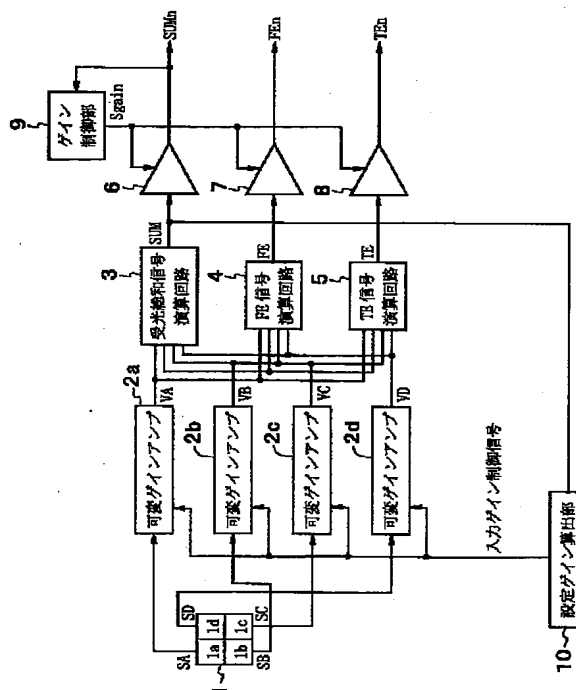 9
ゲイン
制御部
Sgain
SUMn
FEn
TEn
6
7
8
SUM
FE
TE
3
受光総和信号
演算回路
4
FE信号
演算回路
5
TE信号
演算回路
2a
VA
可変ゲインアンプ
2b
VB
可変ゲインアンプ
2c
VC
可変ゲインアンプ
2d
VD
可変ゲインアンプ
入力ゲイン制御信号
SA
SD
1a
1d
1b
1c
SB
SC
1
10
設定ゲイン算出部